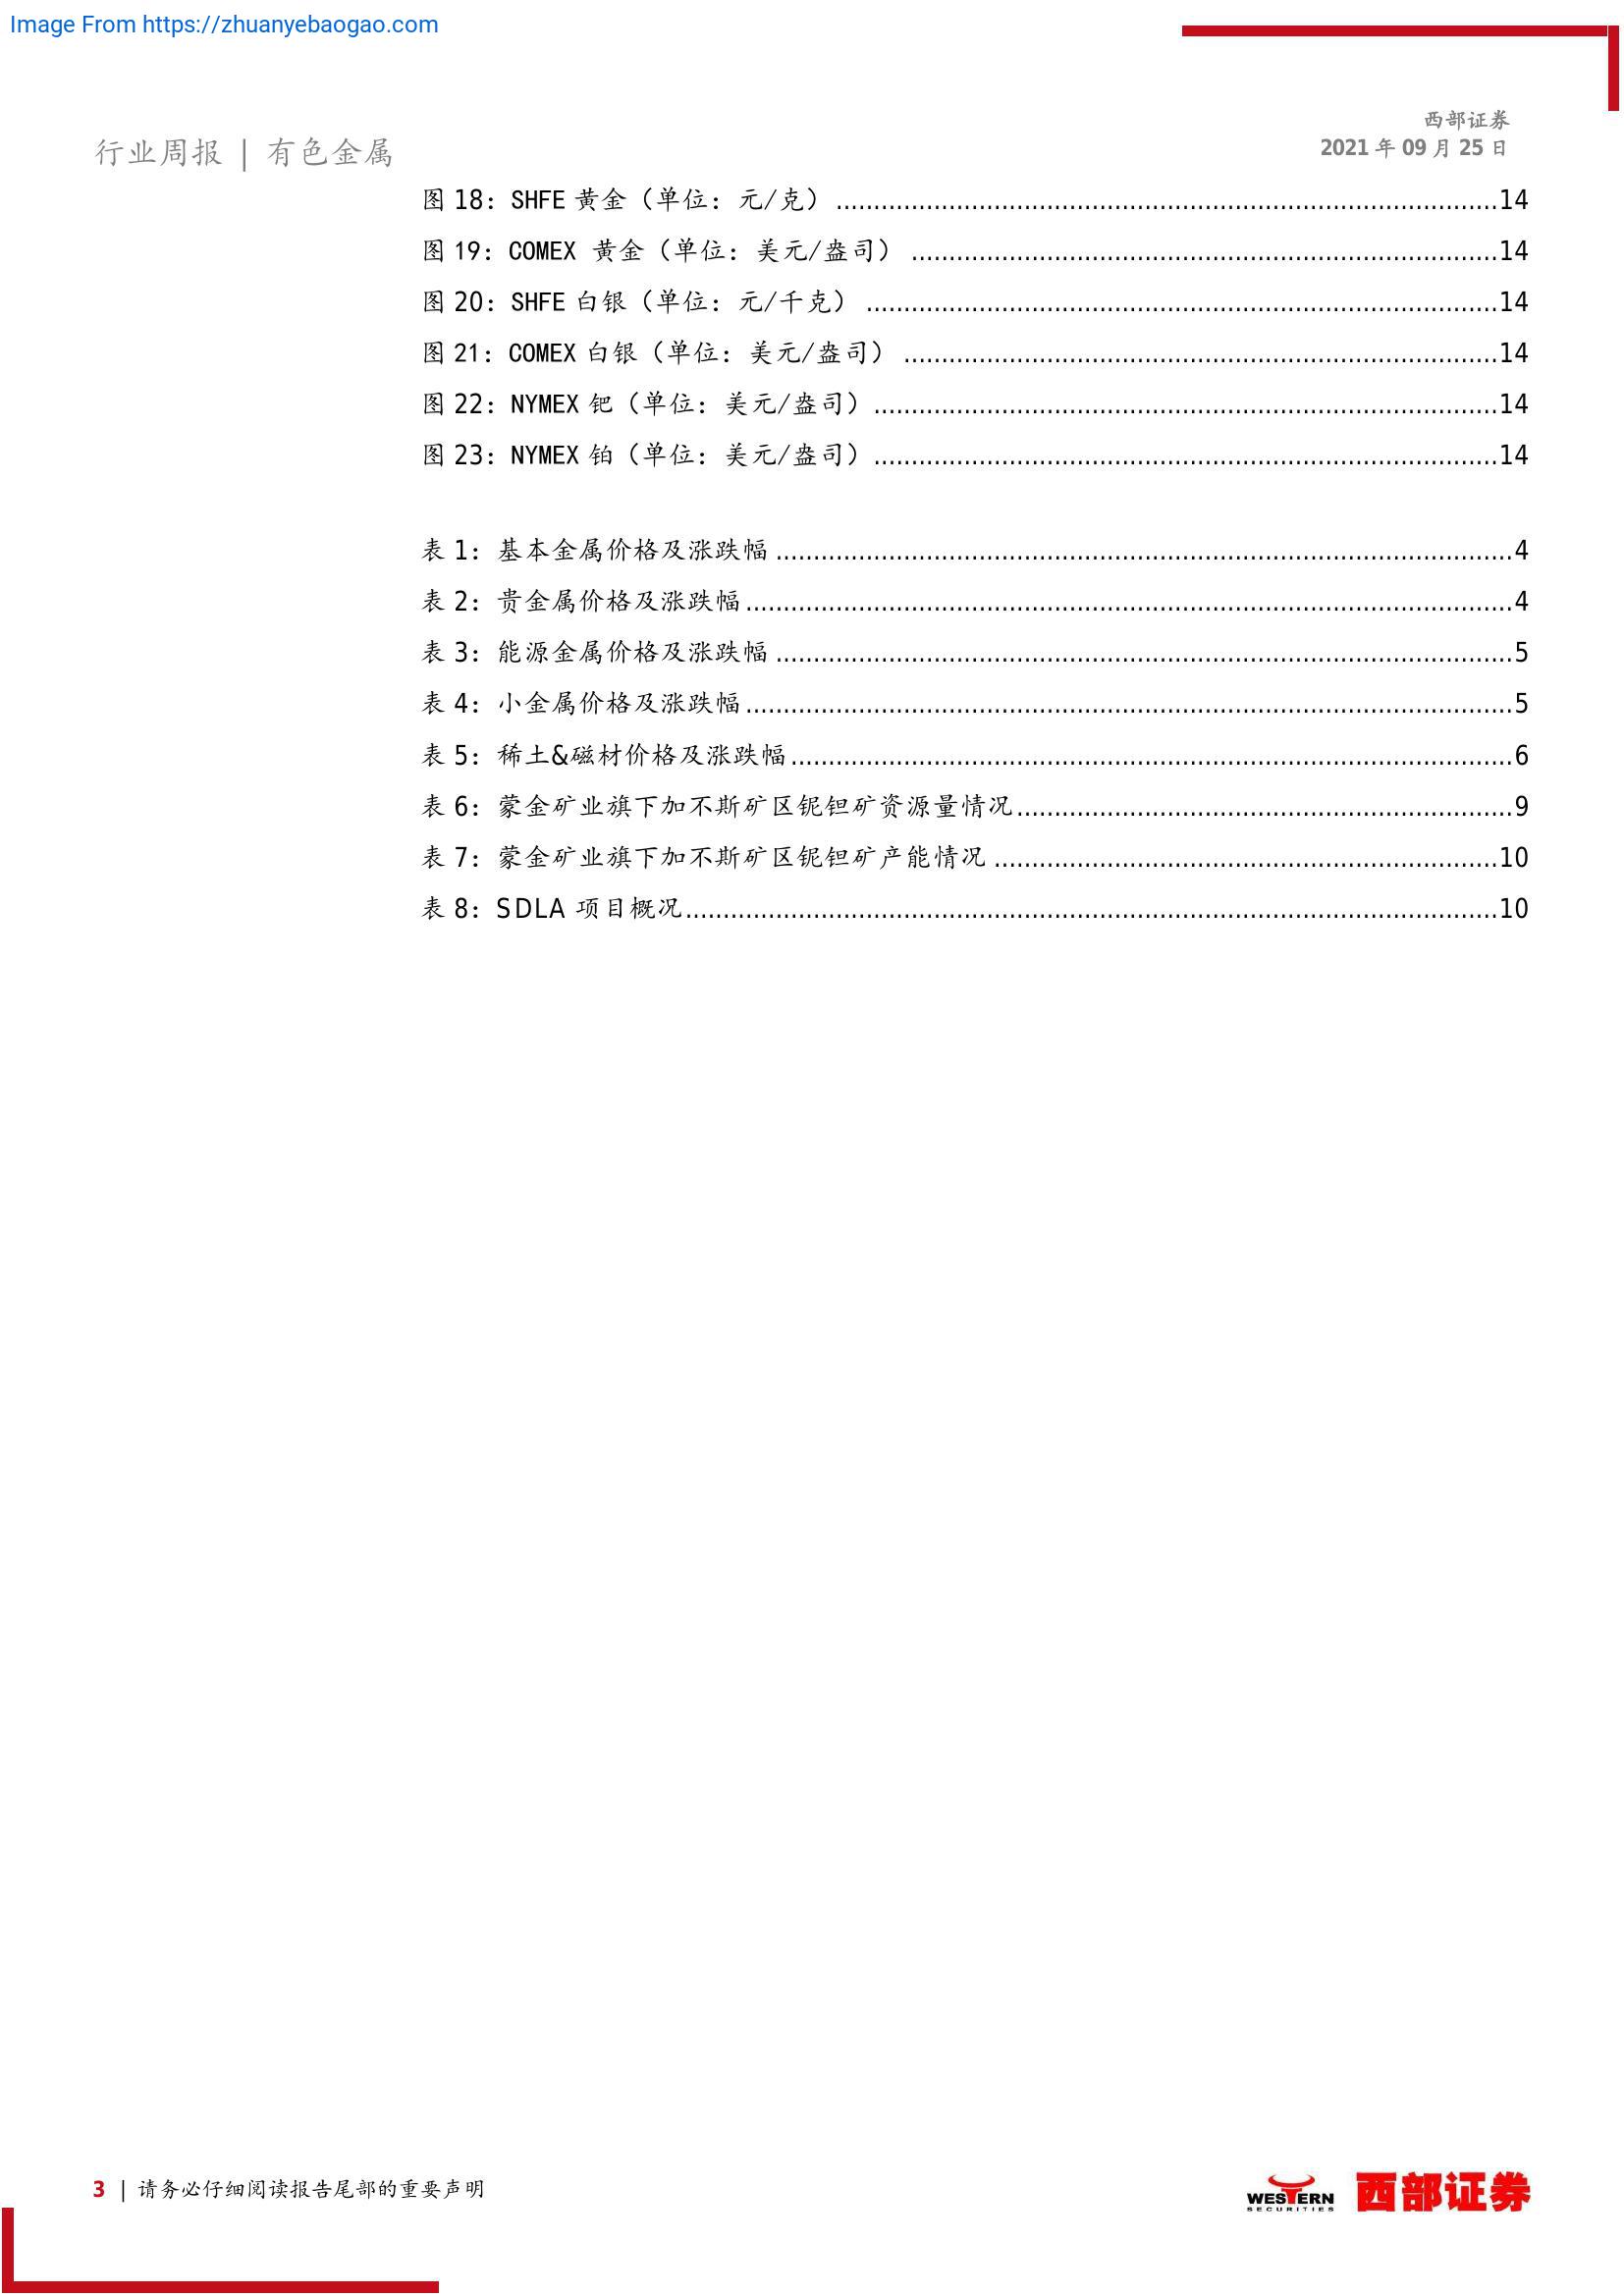 Image From https://zhuanyebaogao.com
行业周报 | 有色金属
西部证券
2021 年 09 月 25 日
图 18：SHFE 黄金（单位：元/克）........................................................................................14
图 19：COMEX 黄金（单位：美元/盎司）..............................................................................14
图 20：SHFE 白银（单位：元/千克）....................................................................................14
图 21：COMEX 白银（单位：美元/盎司）...............................................................................14
图 22：NYMEX 钯（单位：美元/盎司）...................................................................................14
图 23：NYMEX 铂（单位：美元/盎司）...................................................................................14
表 1：基本金属价格及涨跌幅..................................................................................................4
表 2：贵金属价格及涨跌幅......................................................................................................4
表 3：能源金属价格及涨跌幅..................................................................................................5
表 4：小金属价格及涨跌幅......................................................................................................5
表 5：稀土&磁材价格及涨跌幅................................................................................................6
表 6：蒙金矿业旗下加不斯矿区铌钽矿资源量情况..................................................................9
表 7：蒙金矿业旗下加不斯矿区铌钽矿产能情况...................................................................10
表 8：SDLA 项目概况............................................................................................................10
3 | 请务必仔细阅读报告尾部的重要声明
WESTERN
SECURITIES
西部证券